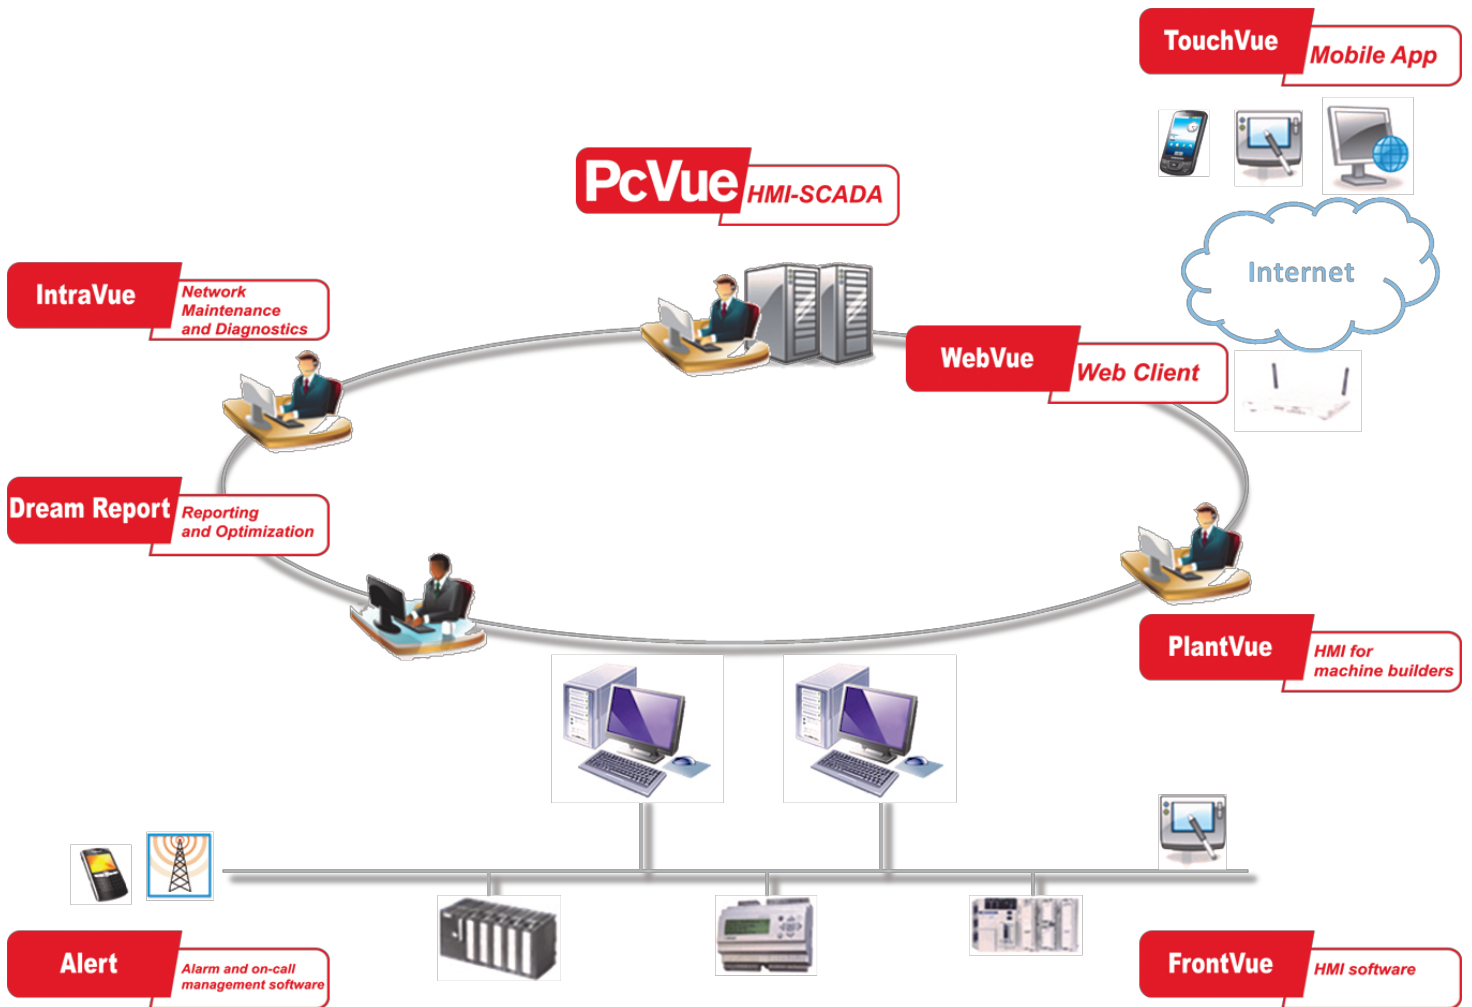 TouchVue
Mobile App
PcVue
HMI-SCADA
Internet
IntraVue
Network
Maintenance
and Diagnostics
WebVue
Web Client
Dream Report
Reporting
and Optimization
PlantVue
HMI for
machine builders
Alert
Alarm and on-call
management software
FrontVue
HMI software